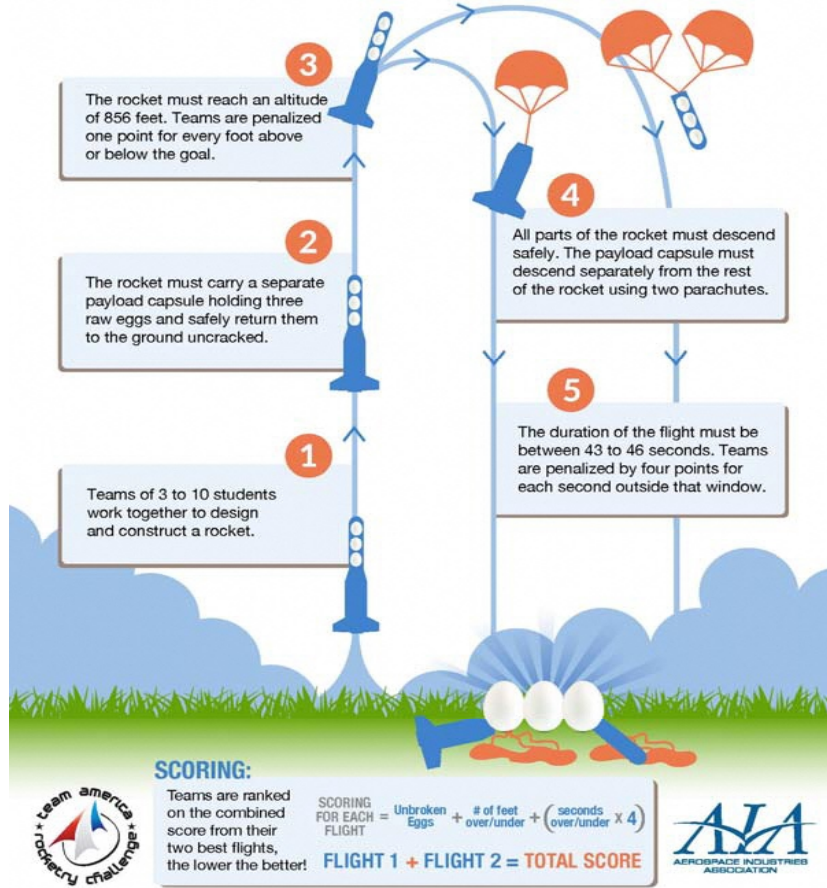 3
The rocket must reach an altitude
of 856 feet. Teams are penalized
one point for every foot above
or below the goal.
4
All parts of the rocket must descend
safely. The payload capsule must
descend separately from the rest
of the rocket using two parachutes.
2
The rocket must carry a separate
payload capsule holding three
raw eggs and safely return them
to the ground uncracked.
5
The duration of the flight must be
between 43 to 46 seconds. Teams
are penalized by four points for
each second outside that window.
1
Teams of 3 to 10 students
work together to design
and construct a rocket.
SCORING:
Teams are ranked
on the combined
score from their
two best flights,
the lower the better!
SCORING
FOR EACH
FLIGHT
= Unbroken
Eggs
+ # of feet
over/under
+ (seconds
over/under x 4)
FLIGHT 1 + FLIGHT 2 = TOTAL SCORE
team america
rocketry challenge
AIA
AEROSPACE INDUSTRIES
ASSOCIATION